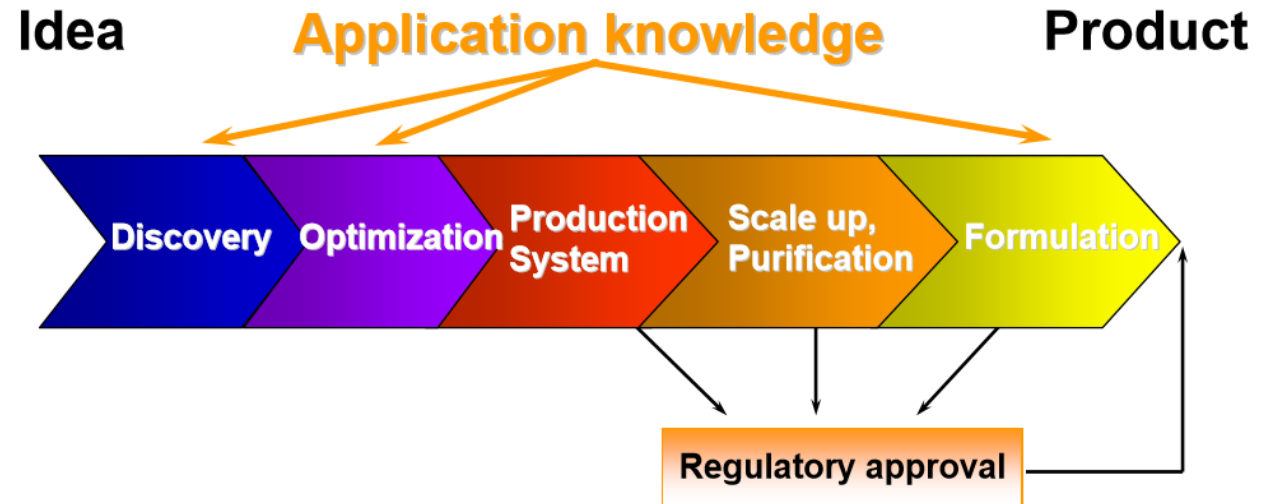 Idea
Application knowledge
Product
Discovery
Optimization
Production
System
Scale up,
Purification
Formulation
Regulatory approval